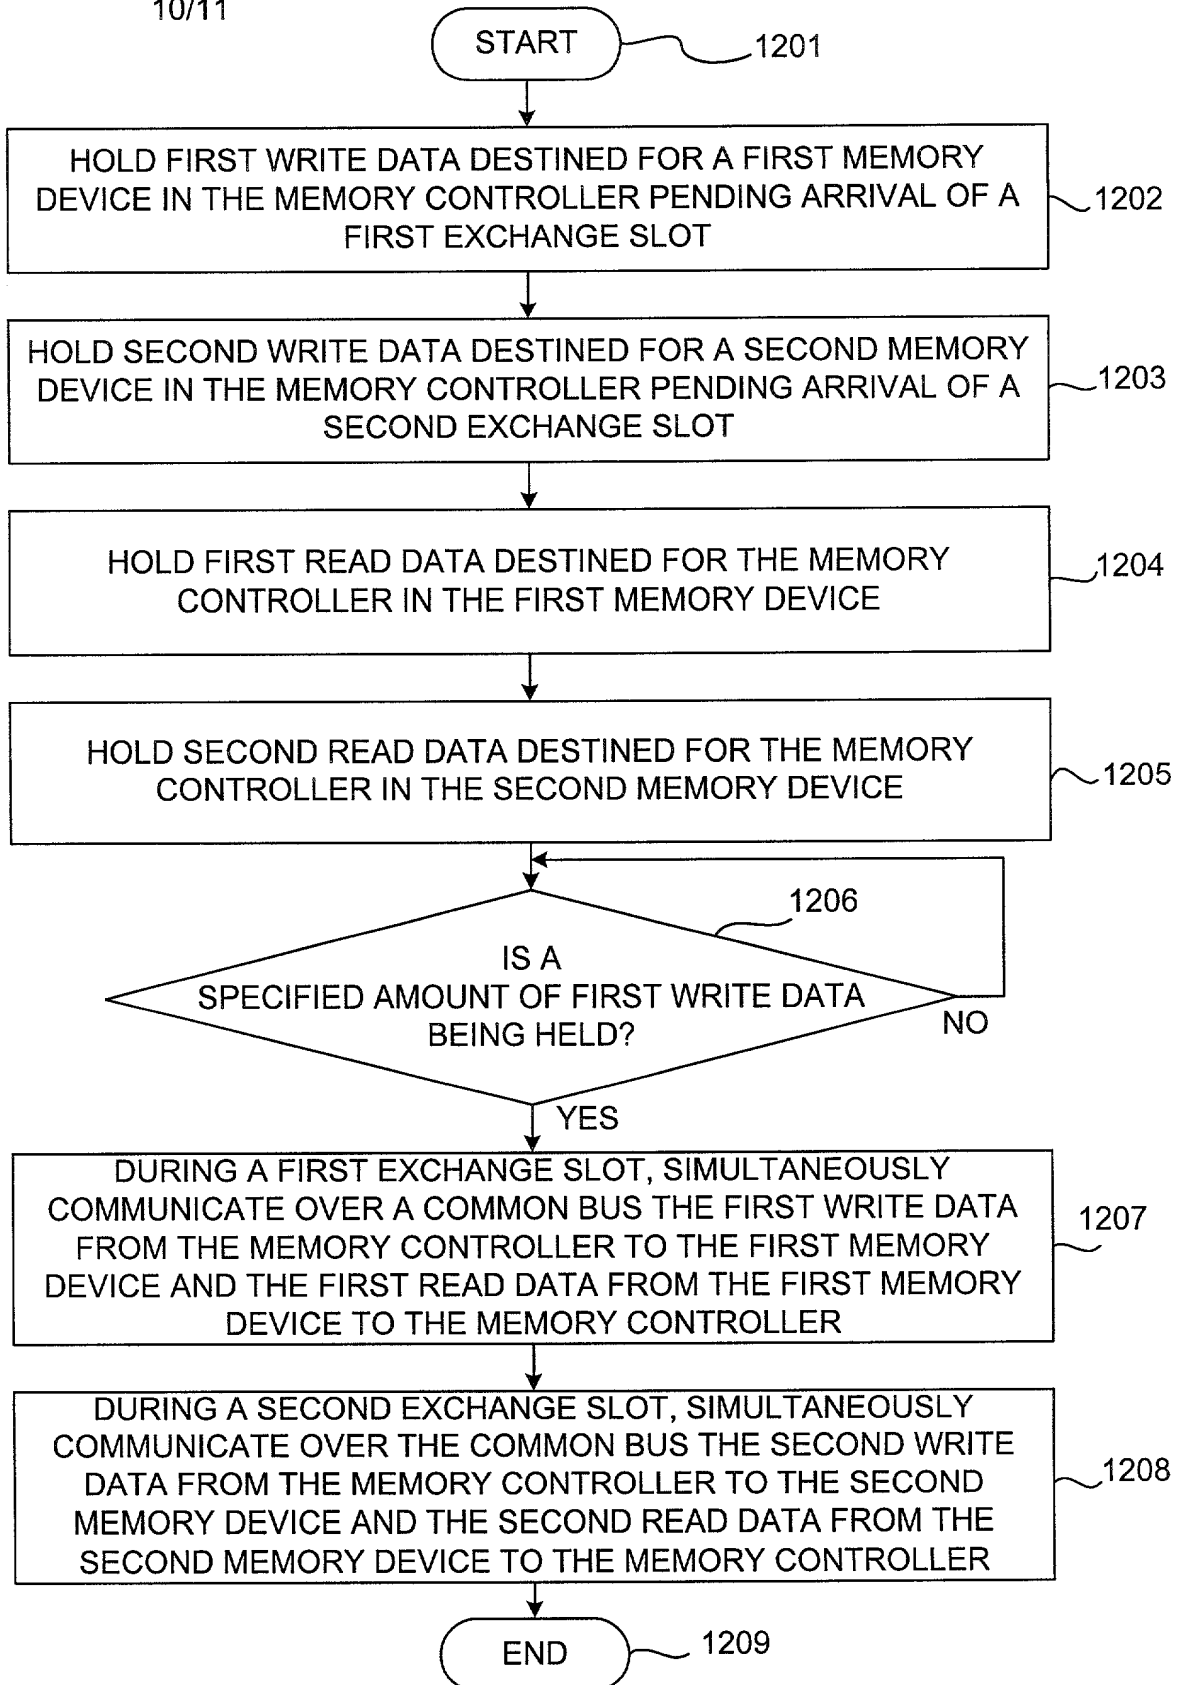 10/11
START
1201
HOLD FIRST WRITE DATA DESTINED FOR A FIRST MEMORY
DEVICE IN THE MEMORY CONTROLLER PENDING ARRIVAL OF A
FIRST EXCHANGE SLOT
1202
HOLD SECOND WRITE DATA DESTINED FOR A SECOND MEMORY
DEVICE IN THE MEMORY CONTROLLER PENDING ARRIVAL OF A
SECOND EXCHANGE SLOT
1203
HOLD FIRST READ DATA DESTINED FOR THE MEMORY
CONTROLLER IN THE FIRST MEMORY DEVICE
1204
HOLD SECOND READ DATA DESTINED FOR THE MEMORY
CONTROLLER IN THE SECOND MEMORY DEVICE
1205
1206
IS A
SPECIFIED AMOUNT OF FIRST WRITE DATA
BEING HELD?
NO
YES
DURING A FIRST EXCHANGE SLOT, SIMULTANEOUSLY
COMMUNICATE OVER A COMMON BUS THE FIRST WRITE DATA
FROM THE MEMORY CONTROLLER TO THE FIRST MEMORY
DEVICE AND THE FIRST READ DATA FROM THE FIRST MEMORY
DEVICE TO THE MEMORY CONTROLLER
1207
DURING A SECOND EXCHANGE SLOT, SIMULTANEOUSLY
COMMUNICATE OVER THE COMMON BUS THE SECOND WRITE
DATA FROM THE MEMORY CONTROLLER TO THE SECOND
MEMORY DEVICE AND THE SECOND READ DATA FROM THE
SECOND MEMORY DEVICE TO THE MEMORY CONTROLLER
1208
END
1209